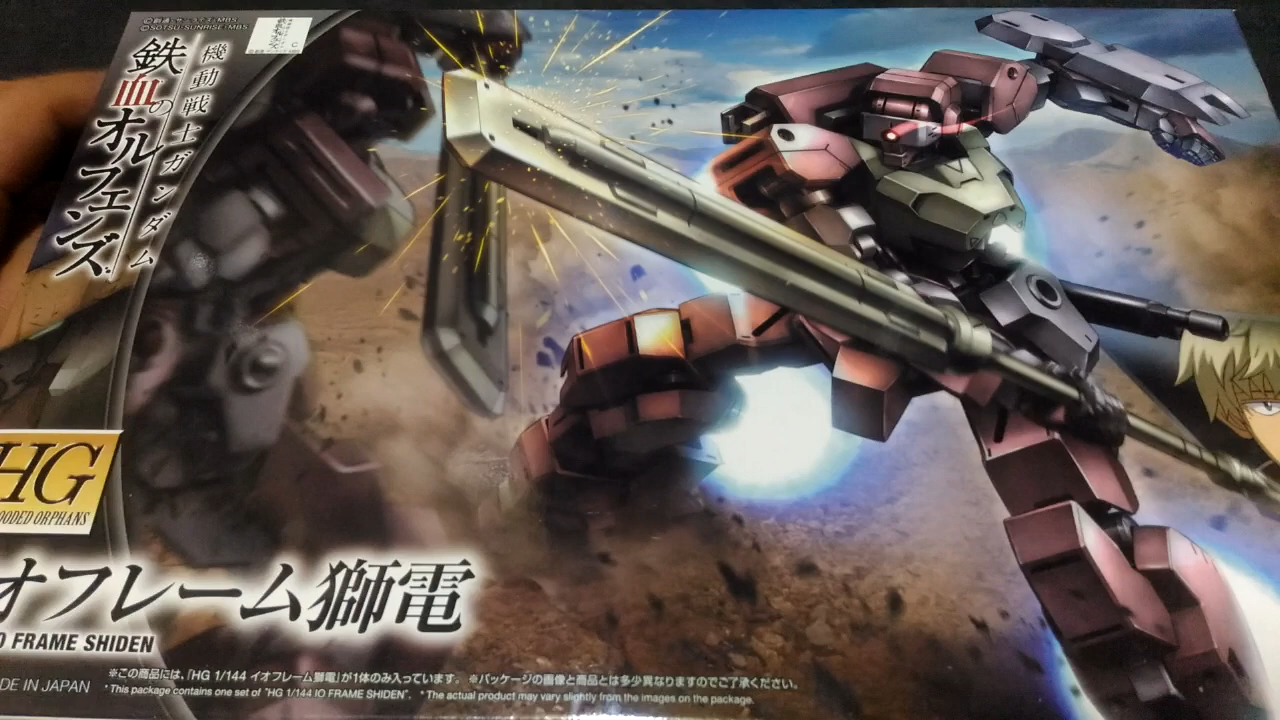 ©創通・サンライズ・MBS
©SOTSU・SUNRISE・MBS
機動戦士ガンダム
鉄血のオルフェンズ
HG
OODED ORPHANS
オフレーム獅電
O FRAME SHIDEN
DE IN JAPAN
※この商品には、「HG 1/144 イオフレーム獅電」が1体のみ入っています。 ※パッケージの画像と商品とは多少異なりますのでご了承ください。
*This package contains one set of "HG 1/144 IO FRAME SHIDEN". *The actual product may vary slightly from the images on the package.